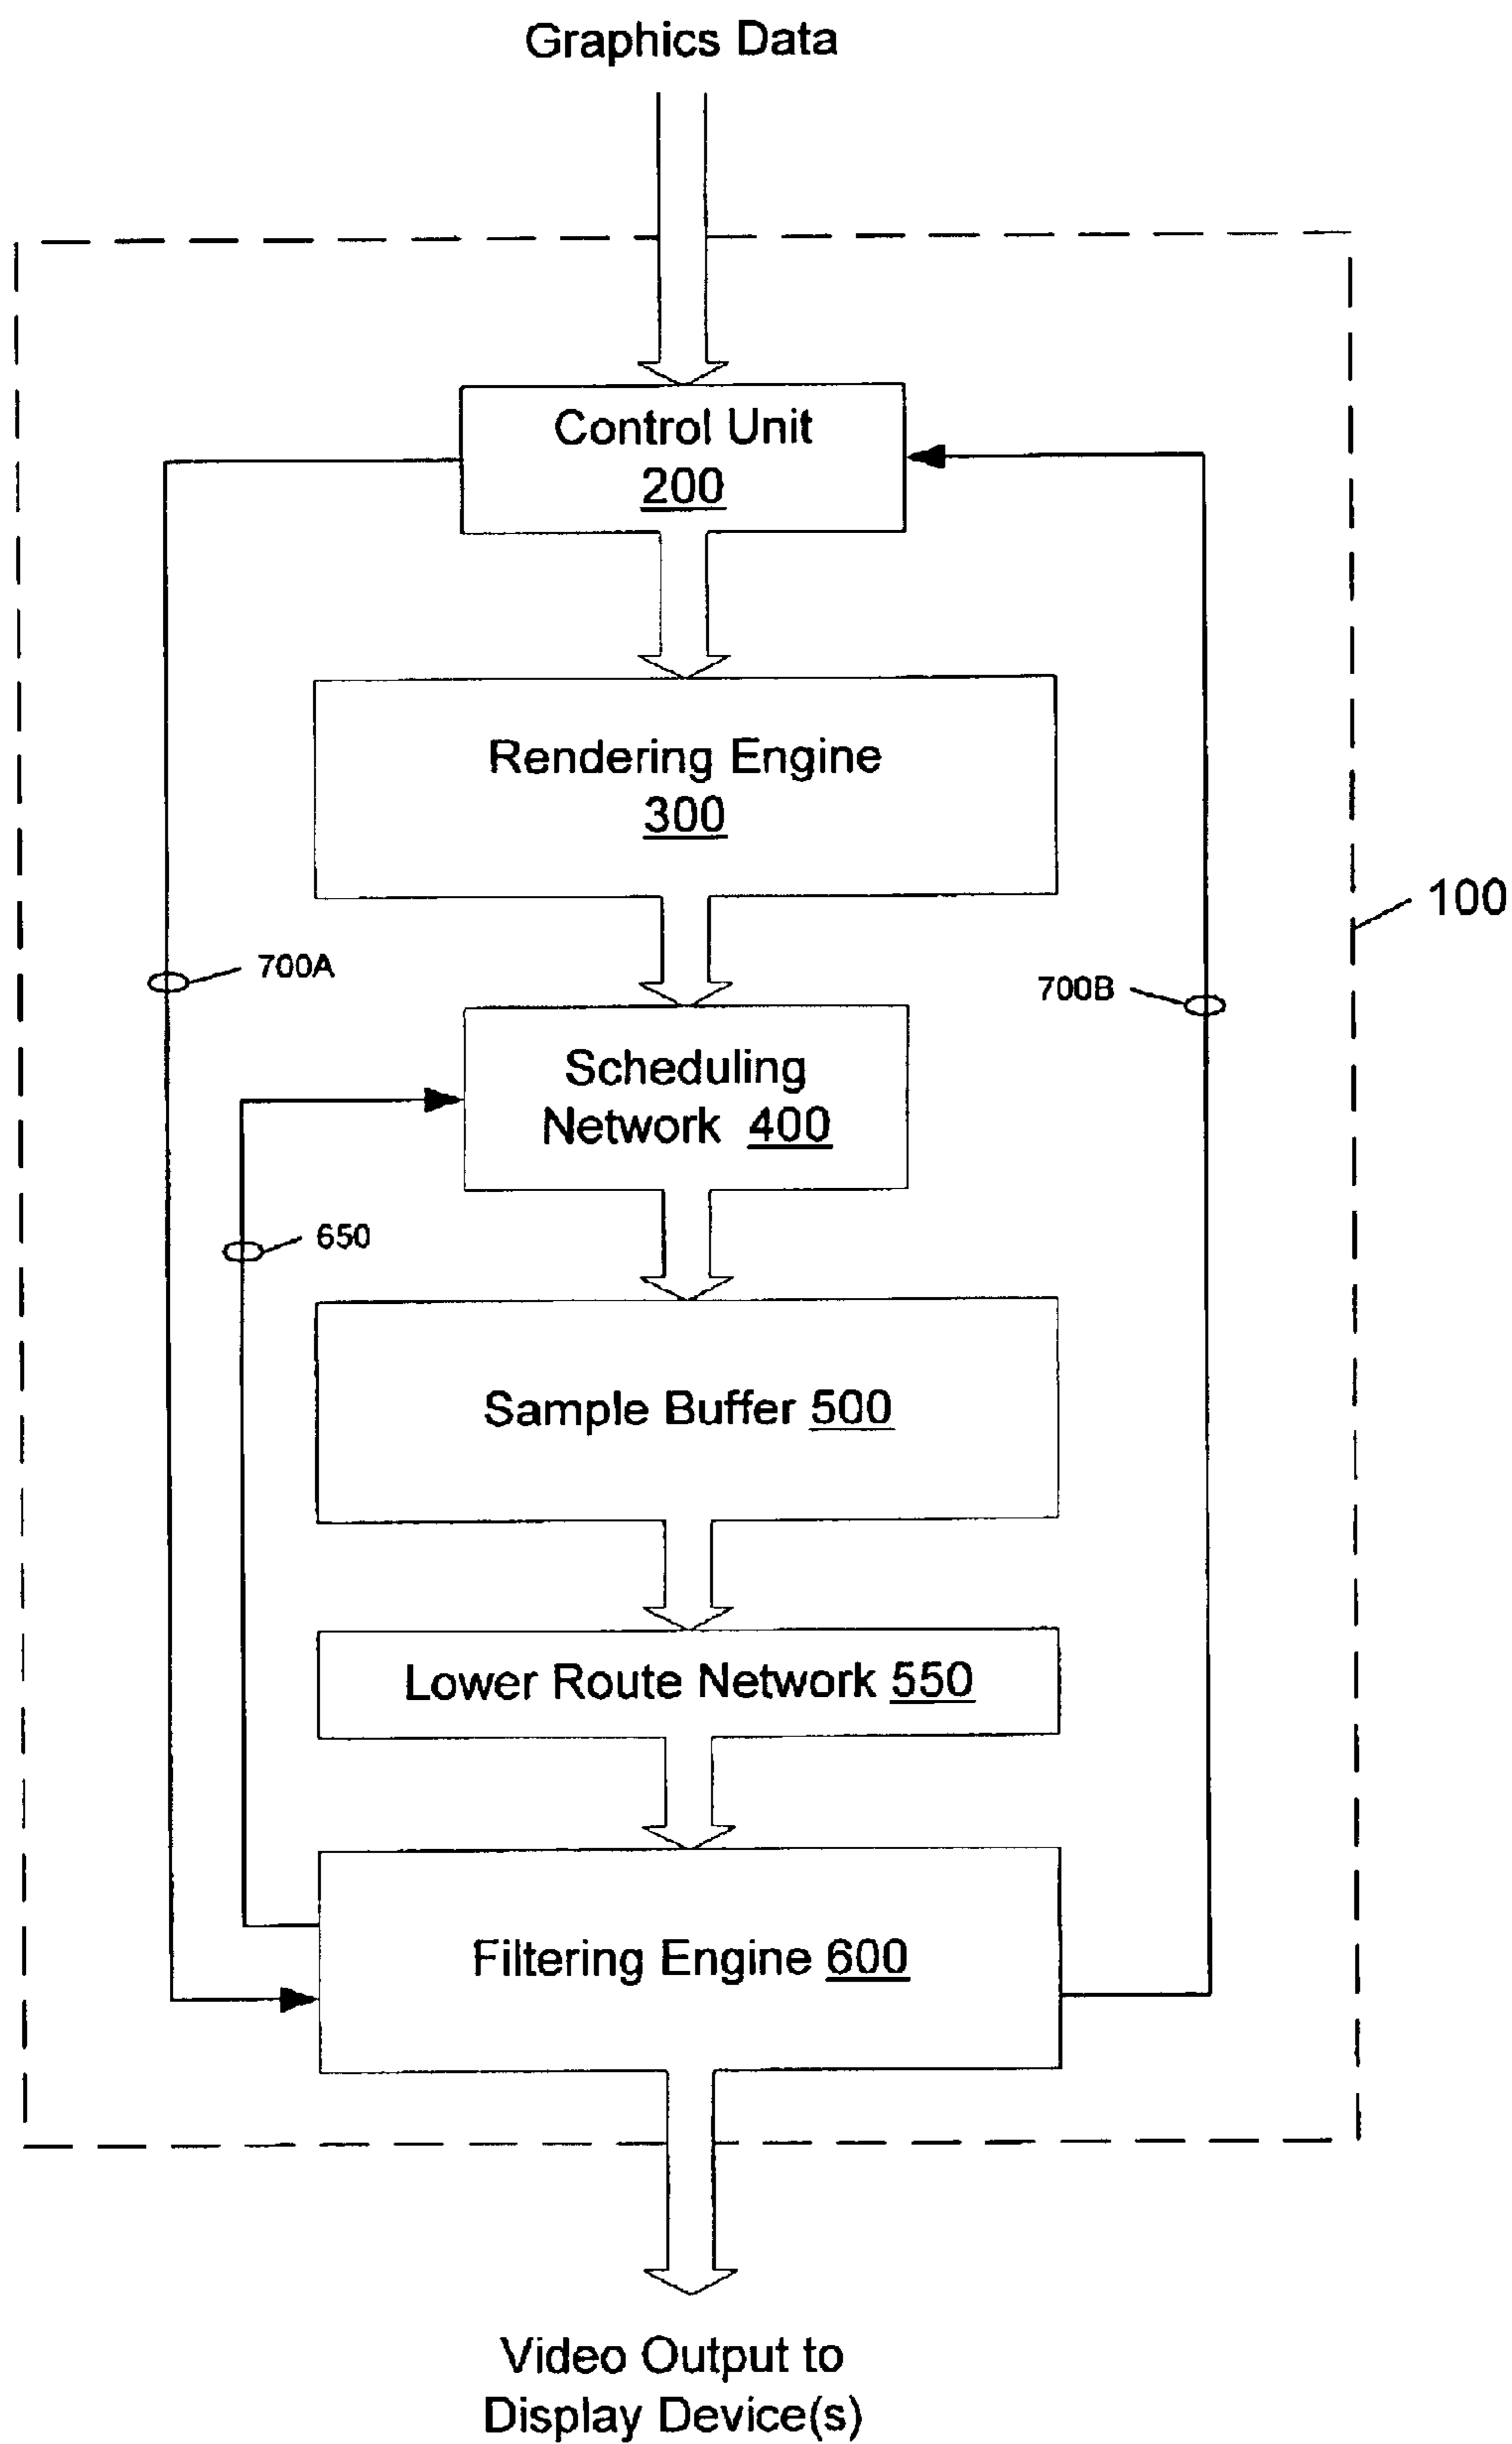 Graphics Data
Control Unit
200
Rendering Engine
300
100
700A
700B
Scheduling
Network 400
650
Sample Buffer 500
Lower Route Network 550
Filtering Engine 600
Video Output to
Display Device(s)